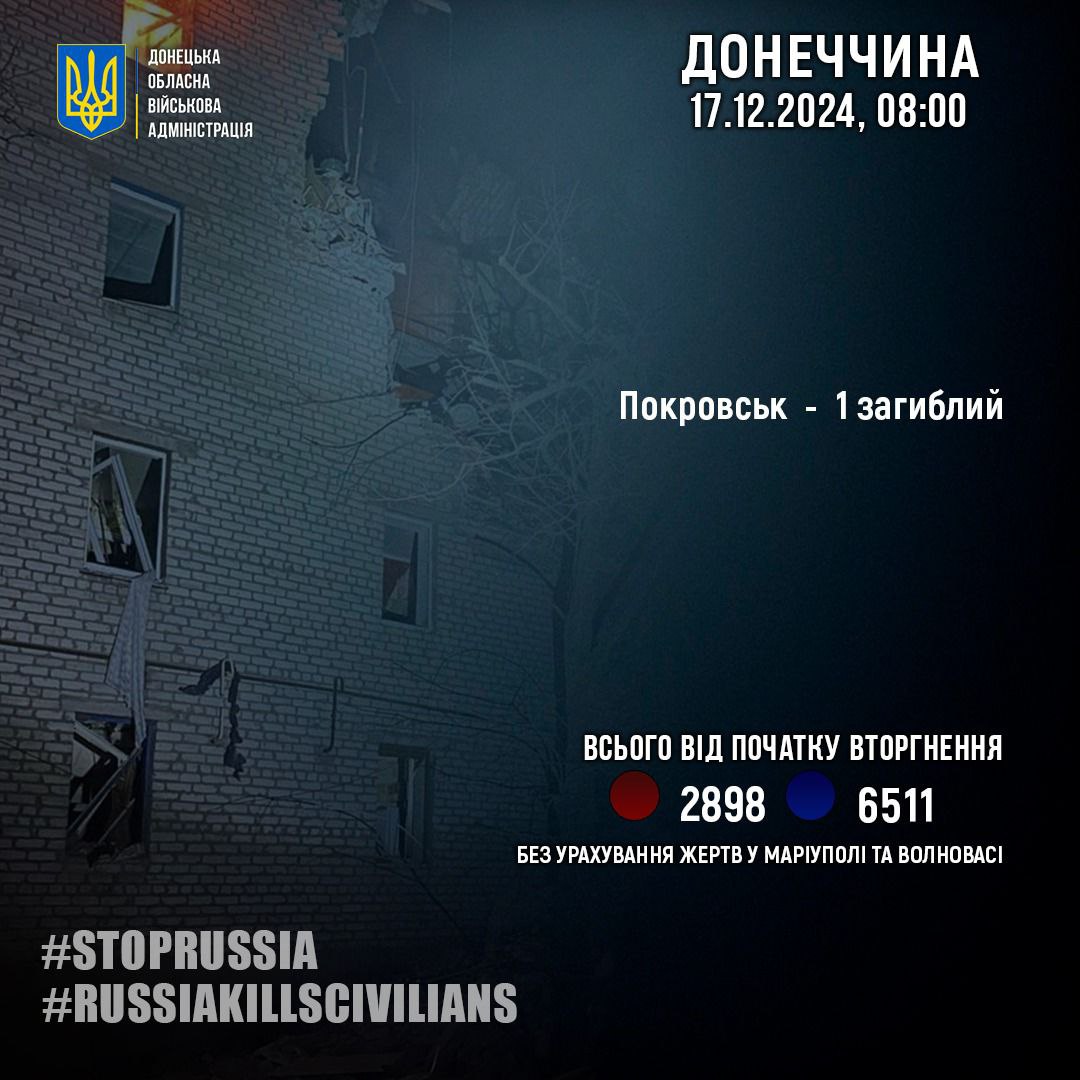 ДОНЕЦЬКА
ОБЛАСНА
ВІЙСЬКОВА
АДМІНІСТРАЦІЯ
ДОНЕЧЧИНА
17.12.2024, 08:00
Покровськ - 1 загиблий
ВСЬОГО ВІД ПОЧАТКУ ВТОРГНЕННЯ
2898 6511
БЕЗ УРАХУВАННЯ ЖЕРТВ У МАРІУПОЛІ ТА ВОЛНОВАСІ
#STOPRUSSIA
#RUSSIAKILLSCIVILIANS